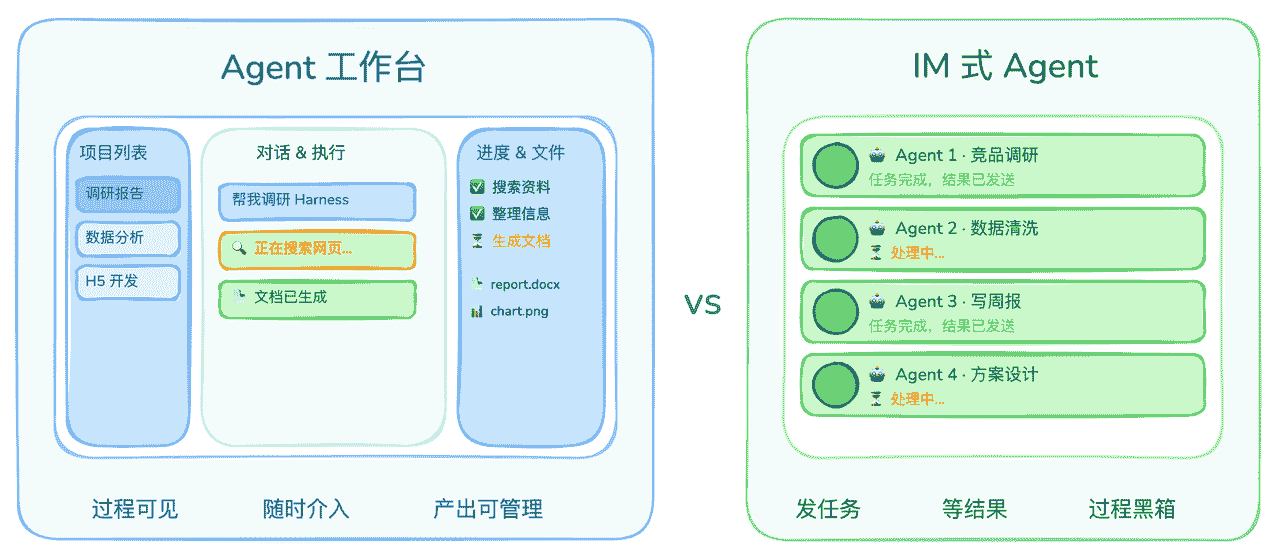 Agent 工作台
项目列表
调研报告
数据分析
H5 开发
对话 & 执行
帮我调研 Harness
正在搜索网页...
文档已生成
进度 & 文件
搜索资料
整理信息
生成文档
report.docx
chart.png
过程可见
随时介入
产出可管理
VS
IM 式 Agent
Agent 1 · 竞品调研
任务完成，结果已发送
Agent 2 · 数据清洗
处理中...
Agent 3 · 写周报
任务完成，结果已发送
Agent 4 · 方案设计
处理中...
发任务
等结果
过程黑箱